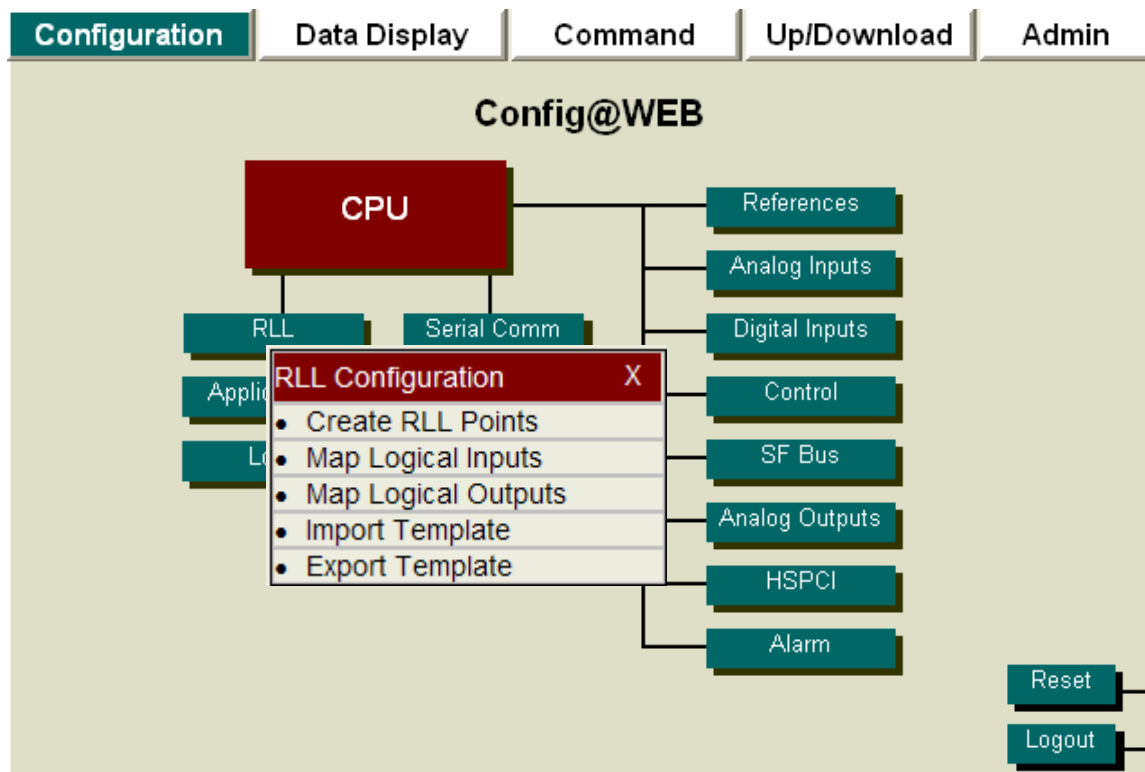 Configuration Data Display Command Up/Download Admin
Config@WEB
CPU
References
Analog Inputs
RLL Serial Comm Digital Inputs
RLL Configuration X
Control
• Create RLL Points
• Map Logical Inputs
SF Bus
• Map Logical Outputs
Analog Outputs
• Import Template
• Export Template
HSPCI
Alarm
Reset
Logout